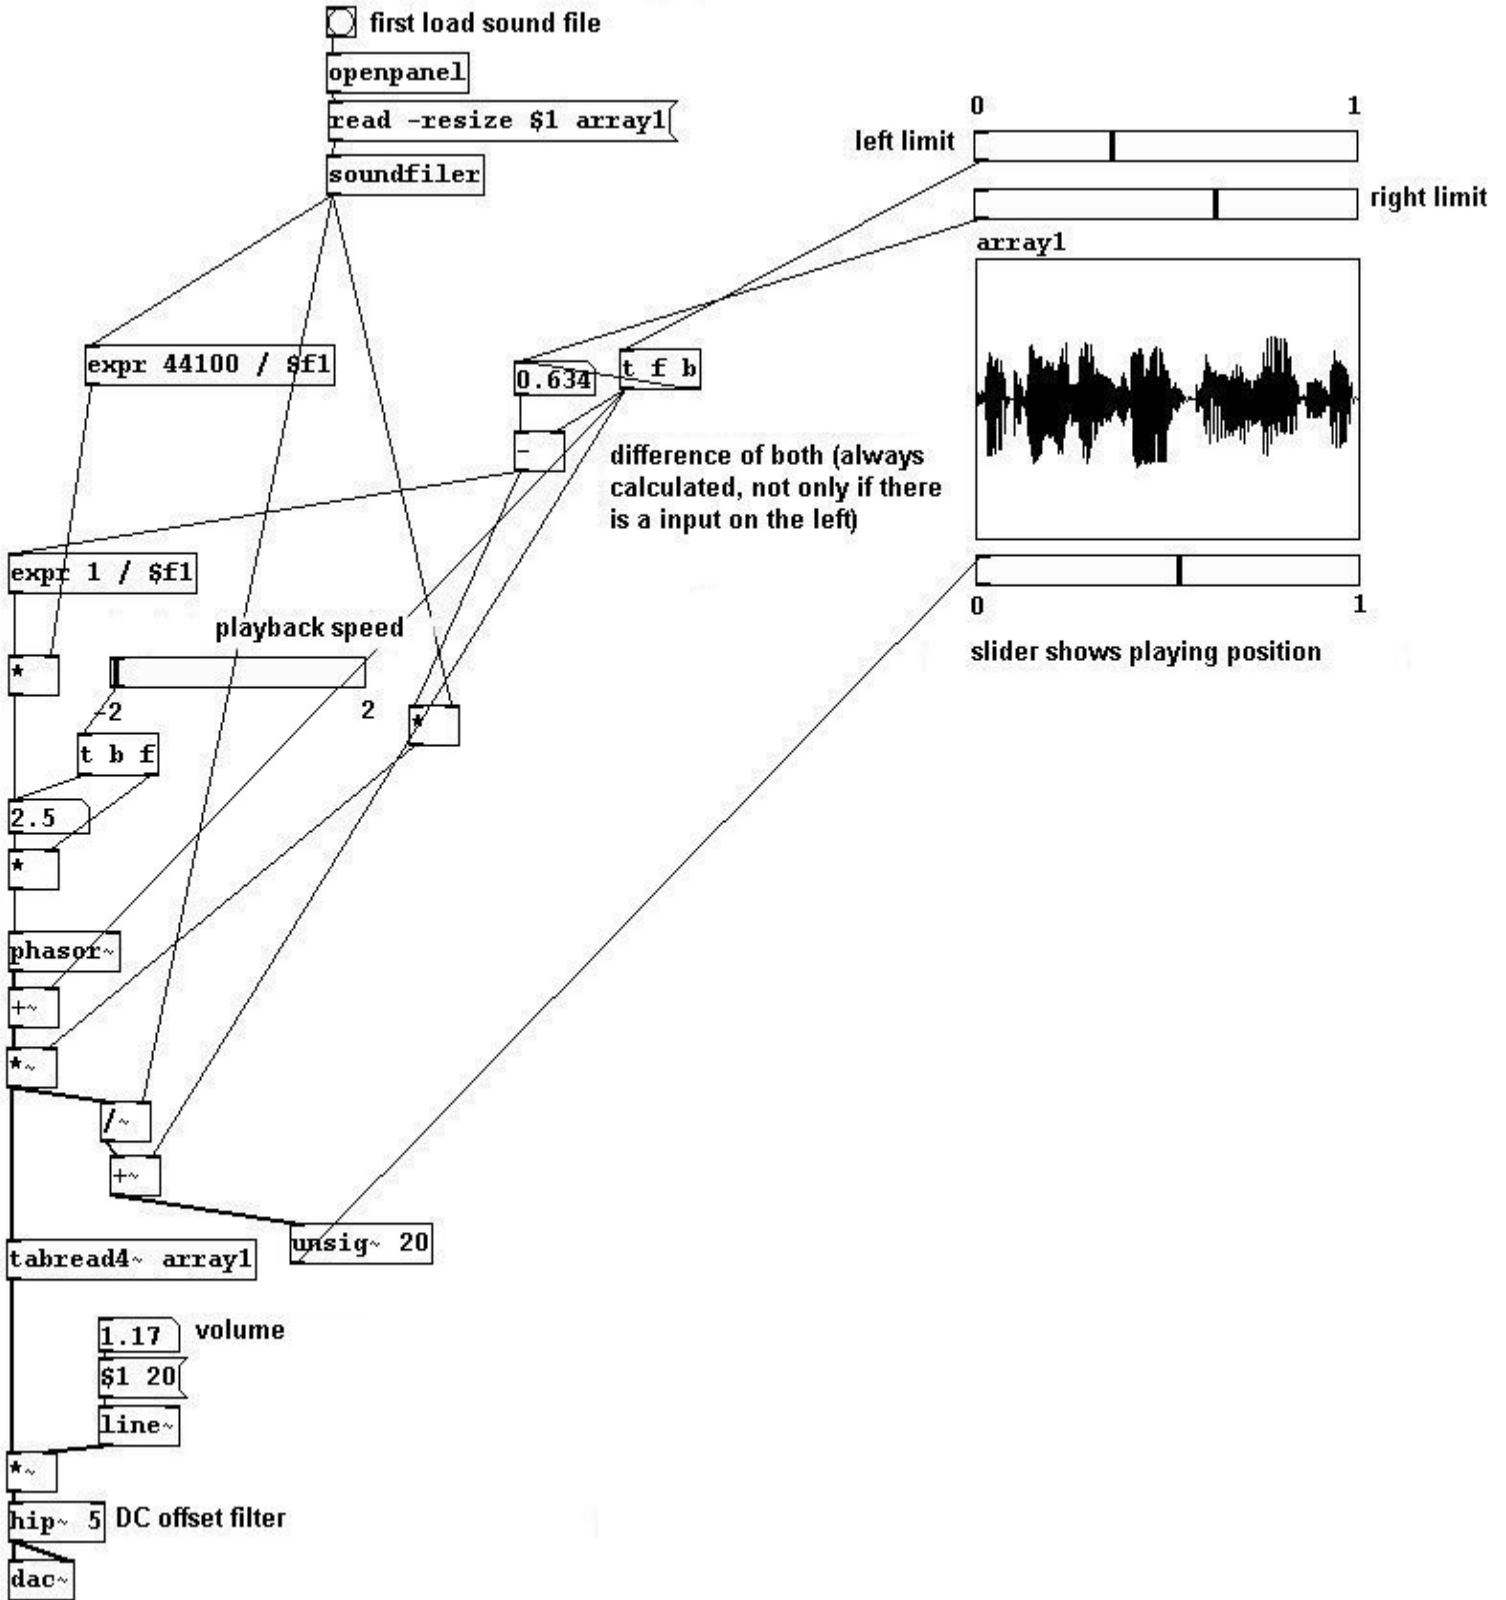 first load sound file
openpanel
read -resize $1 array1
soundfiler
0 1
left limit
right limit
array1
expr 44100 / $f1
0.634
t f b
-
difference of both (always
calculated, not only if there
is a input on the left)
expr 1 / $f1
0 1
slider shows playing position
playback speed
*
-2 2
*
t b f
2.5
*
phasor~
+~
*~
/~
+~
unsig~ 20
tabread4~ array1
1.17 volume
$1 20
line~
*~
hip~ 5 DC offset filter
dac~